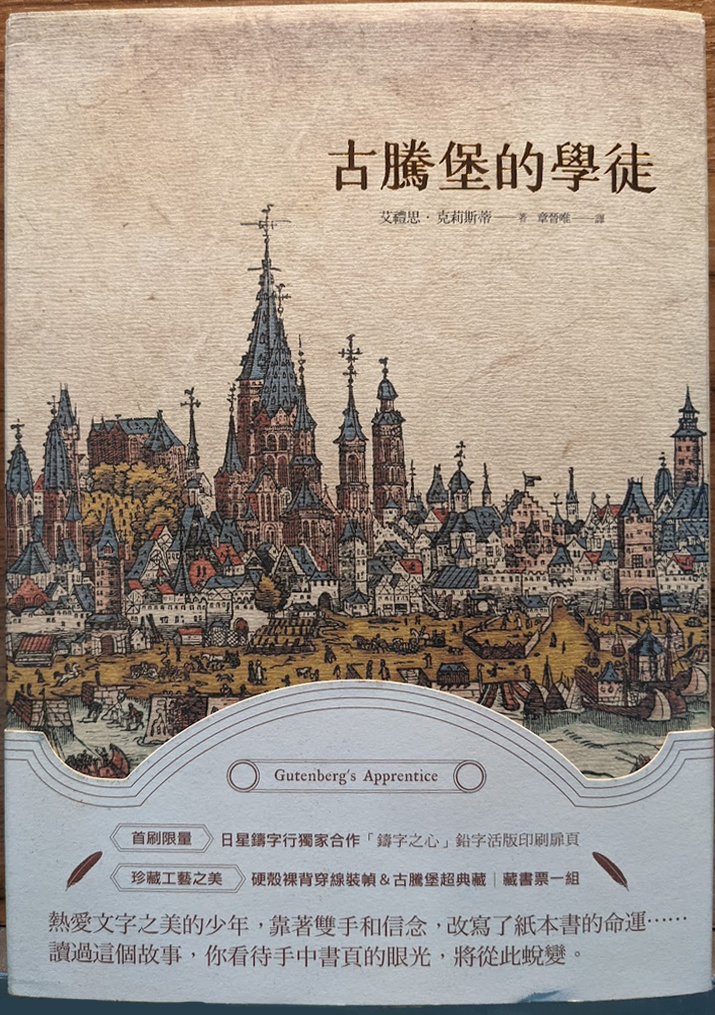 古騰堡的學徒
艾禮思·克莉斯蒂──著 章晉唯──譯
Gutenberg's Apprentice
首刷限量 日星鑄字行獨家合作「鑄字之心」鉛字活版印刷扉頁
珍藏工藝之美 硬殼裸背穿線裝幀&古騰堡超典藏│藏書票一組
熱愛文字之美的少年,靠著雙手和信念,改寫了紙本書的命運……
讀過這個故事,你看待手中書頁的眼光,將從此蛻變。